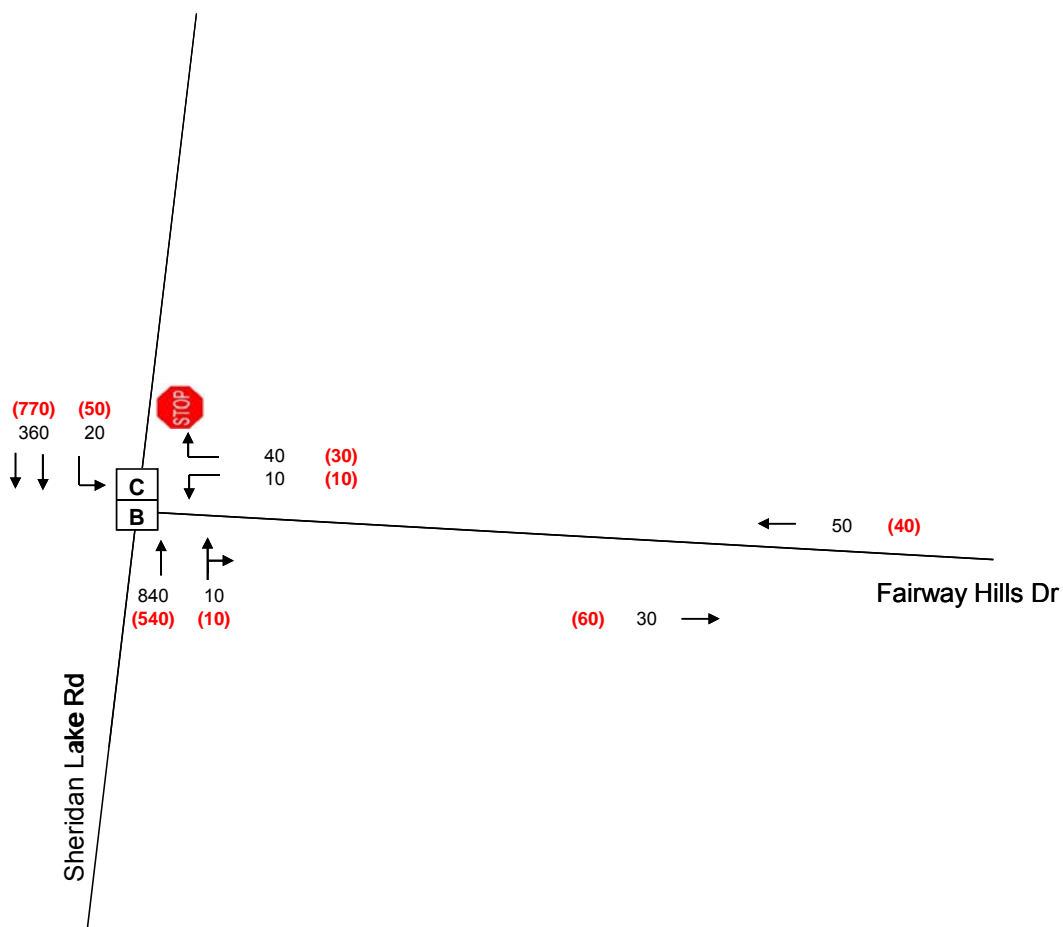 STOP
(770) (50)
360 20
40 (30)
10 (10)
C
B
50 (40)
840 10
(540) (10)
Fairway Hills Dr
(60) 30
Sheridan Lake Rd